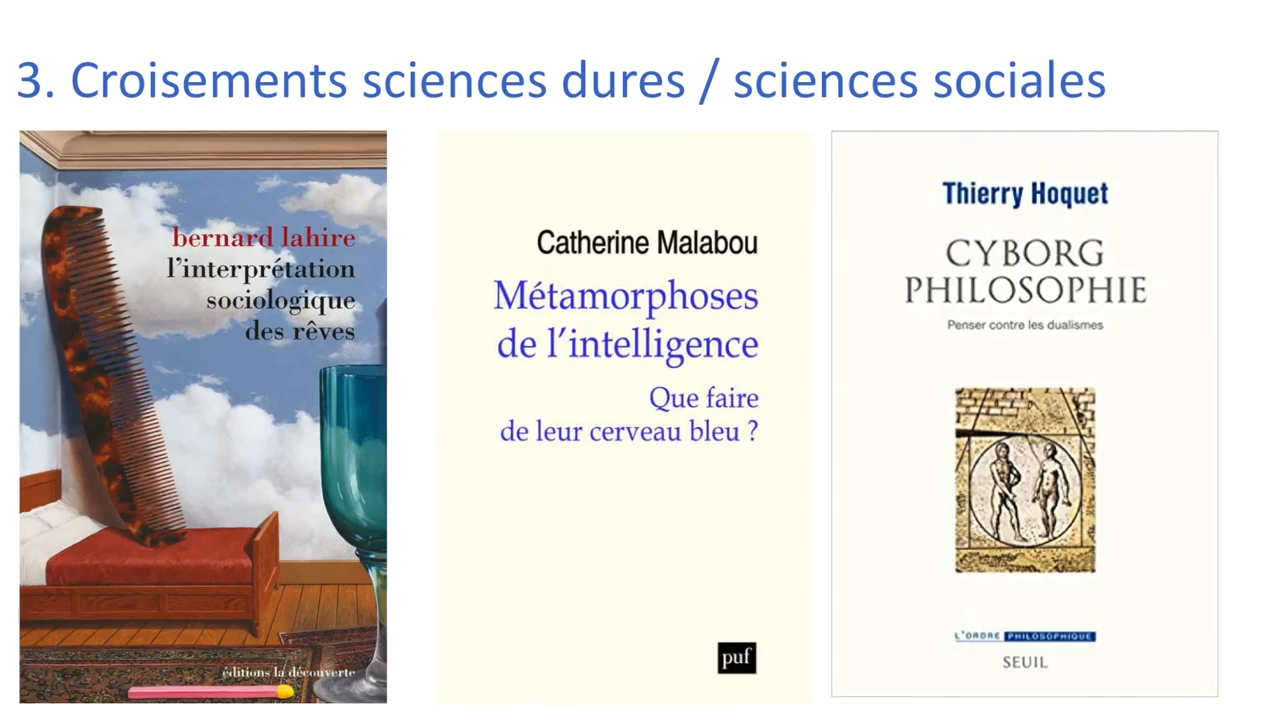 3. Croisements sciences dures / sciences sociales
bernard lahire
l'interprétation
sociologique
des rêves
éditions la découverte
Catherine Malabou
Métamorphoses
de l'intelligence
Que faire
de leur cerveau bleu ?
puf
Thierry Hoquet
CYBORG
PHILOSOPHIE
Penser contre les dualismes
L'ORDRE PHILOSOPHIQUE
SEUIL